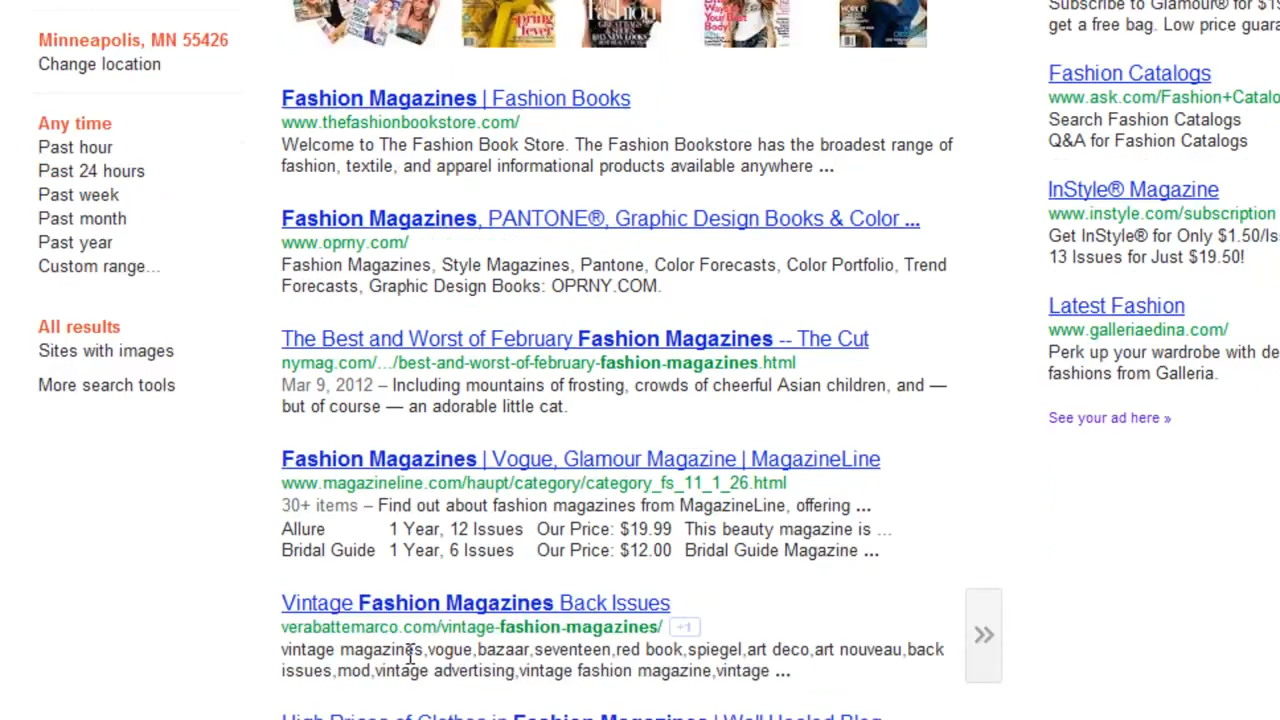 Minneapolis, MN 55426
Change location
Any time
Past hour
Past 24 hours
Past week
Past month
Past year
Custom range...
All results
Sites with images
More search tools
spring
fever
Fashion
Fashion Magazines | Fashion Books
www.thefashionbookstore.com/
Welcome to The Fashion Book Store. The Fashion Bookstore has the broadest range of
fashion, textile, and apparel informational products available anywhere ...
Fashion Magazines, PANTONE®, Graphic Design Books & Color ...
www.oprny.com/
Fashion Magazines, Style Magazines, Pantone, Color Forecasts, Color Portfolio, Trend
Forecasts, Graphic Design Books: OPRNY.COM.
The Best and Worst of February Fashion Magazines -- The Cut
nymag.com/.../best-and-worst-of-february-fashion-magazines.html
Mar 9, 2012 – Including mountains of frosting, crowds of cheerful Asian children, and —
but of course — an adorable little cat.
Fashion Magazines | Vogue, Glamour Magazine | MagazineLine
www.magazineline.com/haupt/category/category_fs_11_1_26.html
30+ items – Find out about fashion magazines from MagazineLine, offering ...
Allure 1 Year, 12 Issues Our Price: $19.99 This beauty magazine is ...
Bridal Guide 1 Year, 6 Issues Our Price: $12.00 Bridal Guide Magazine ...
Vintage Fashion Magazines Back Issues
verabattemarco.com/vintage-fashion-magazines/ +1
vintage magazines,vogue,bazaar,seventeen,red book,spiegel,art deco,art nouveau,back
issues,mod,vintage advertising,vintage fashion magazine,vintage ...
High Prices of Clothes in Fashion Magazines | Well Heeled Blog
Subscribe to Glamour® for $1
get a free bag. Low price guara
Fashion Catalogs
www.ask.com/Fashion+Catalo
Search Fashion Catalogs
Q&A for Fashion Catalogs
InStyle® Magazine
www.instyle.com/subscription
Get InStyle® for Only $1.50/Is
13 Issues for Just $19.50!
Latest Fashion
www.galleriaedina.com/
Perk up your wardrobe with de
fashions from Galleria.
See your ad here »